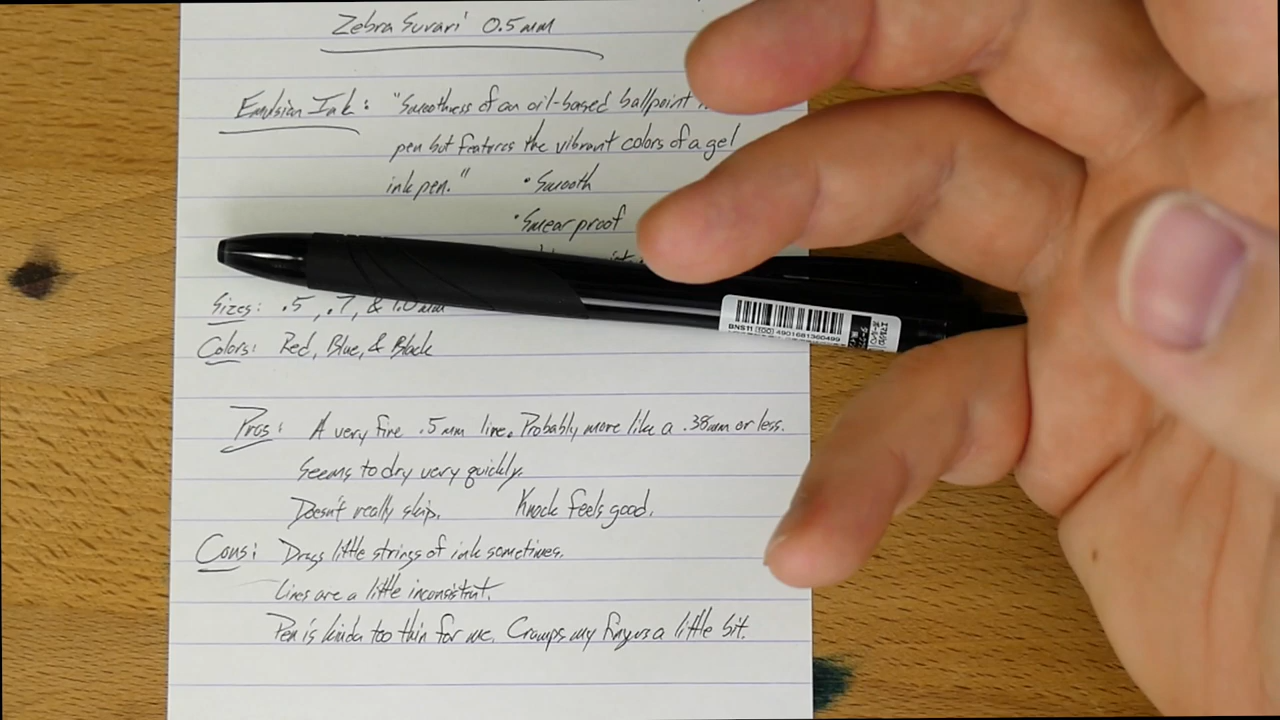 Zebra Surari 0.5mm
Emulsion Ink: "Smoothness of an oil-based ballpoint
pen but features the vibrant colors of a gel
ink pen." • Smooth
• Smear proof
Sizes: .5, .7, & 1.0 mm
Colors: Red, Blue, & Black
BNS11 (100) 4901681360499
Pros: A very fine .5mm line. Probably more like a .38mm or less.
Seems to dry very quickly.
Doesn't really skip. Knock feels good.
Cons: Drags little strings of ink sometimes.
Lines are a little inconsistent.
Pen is kinda too thin for me. Cramps my fingers a little bit.